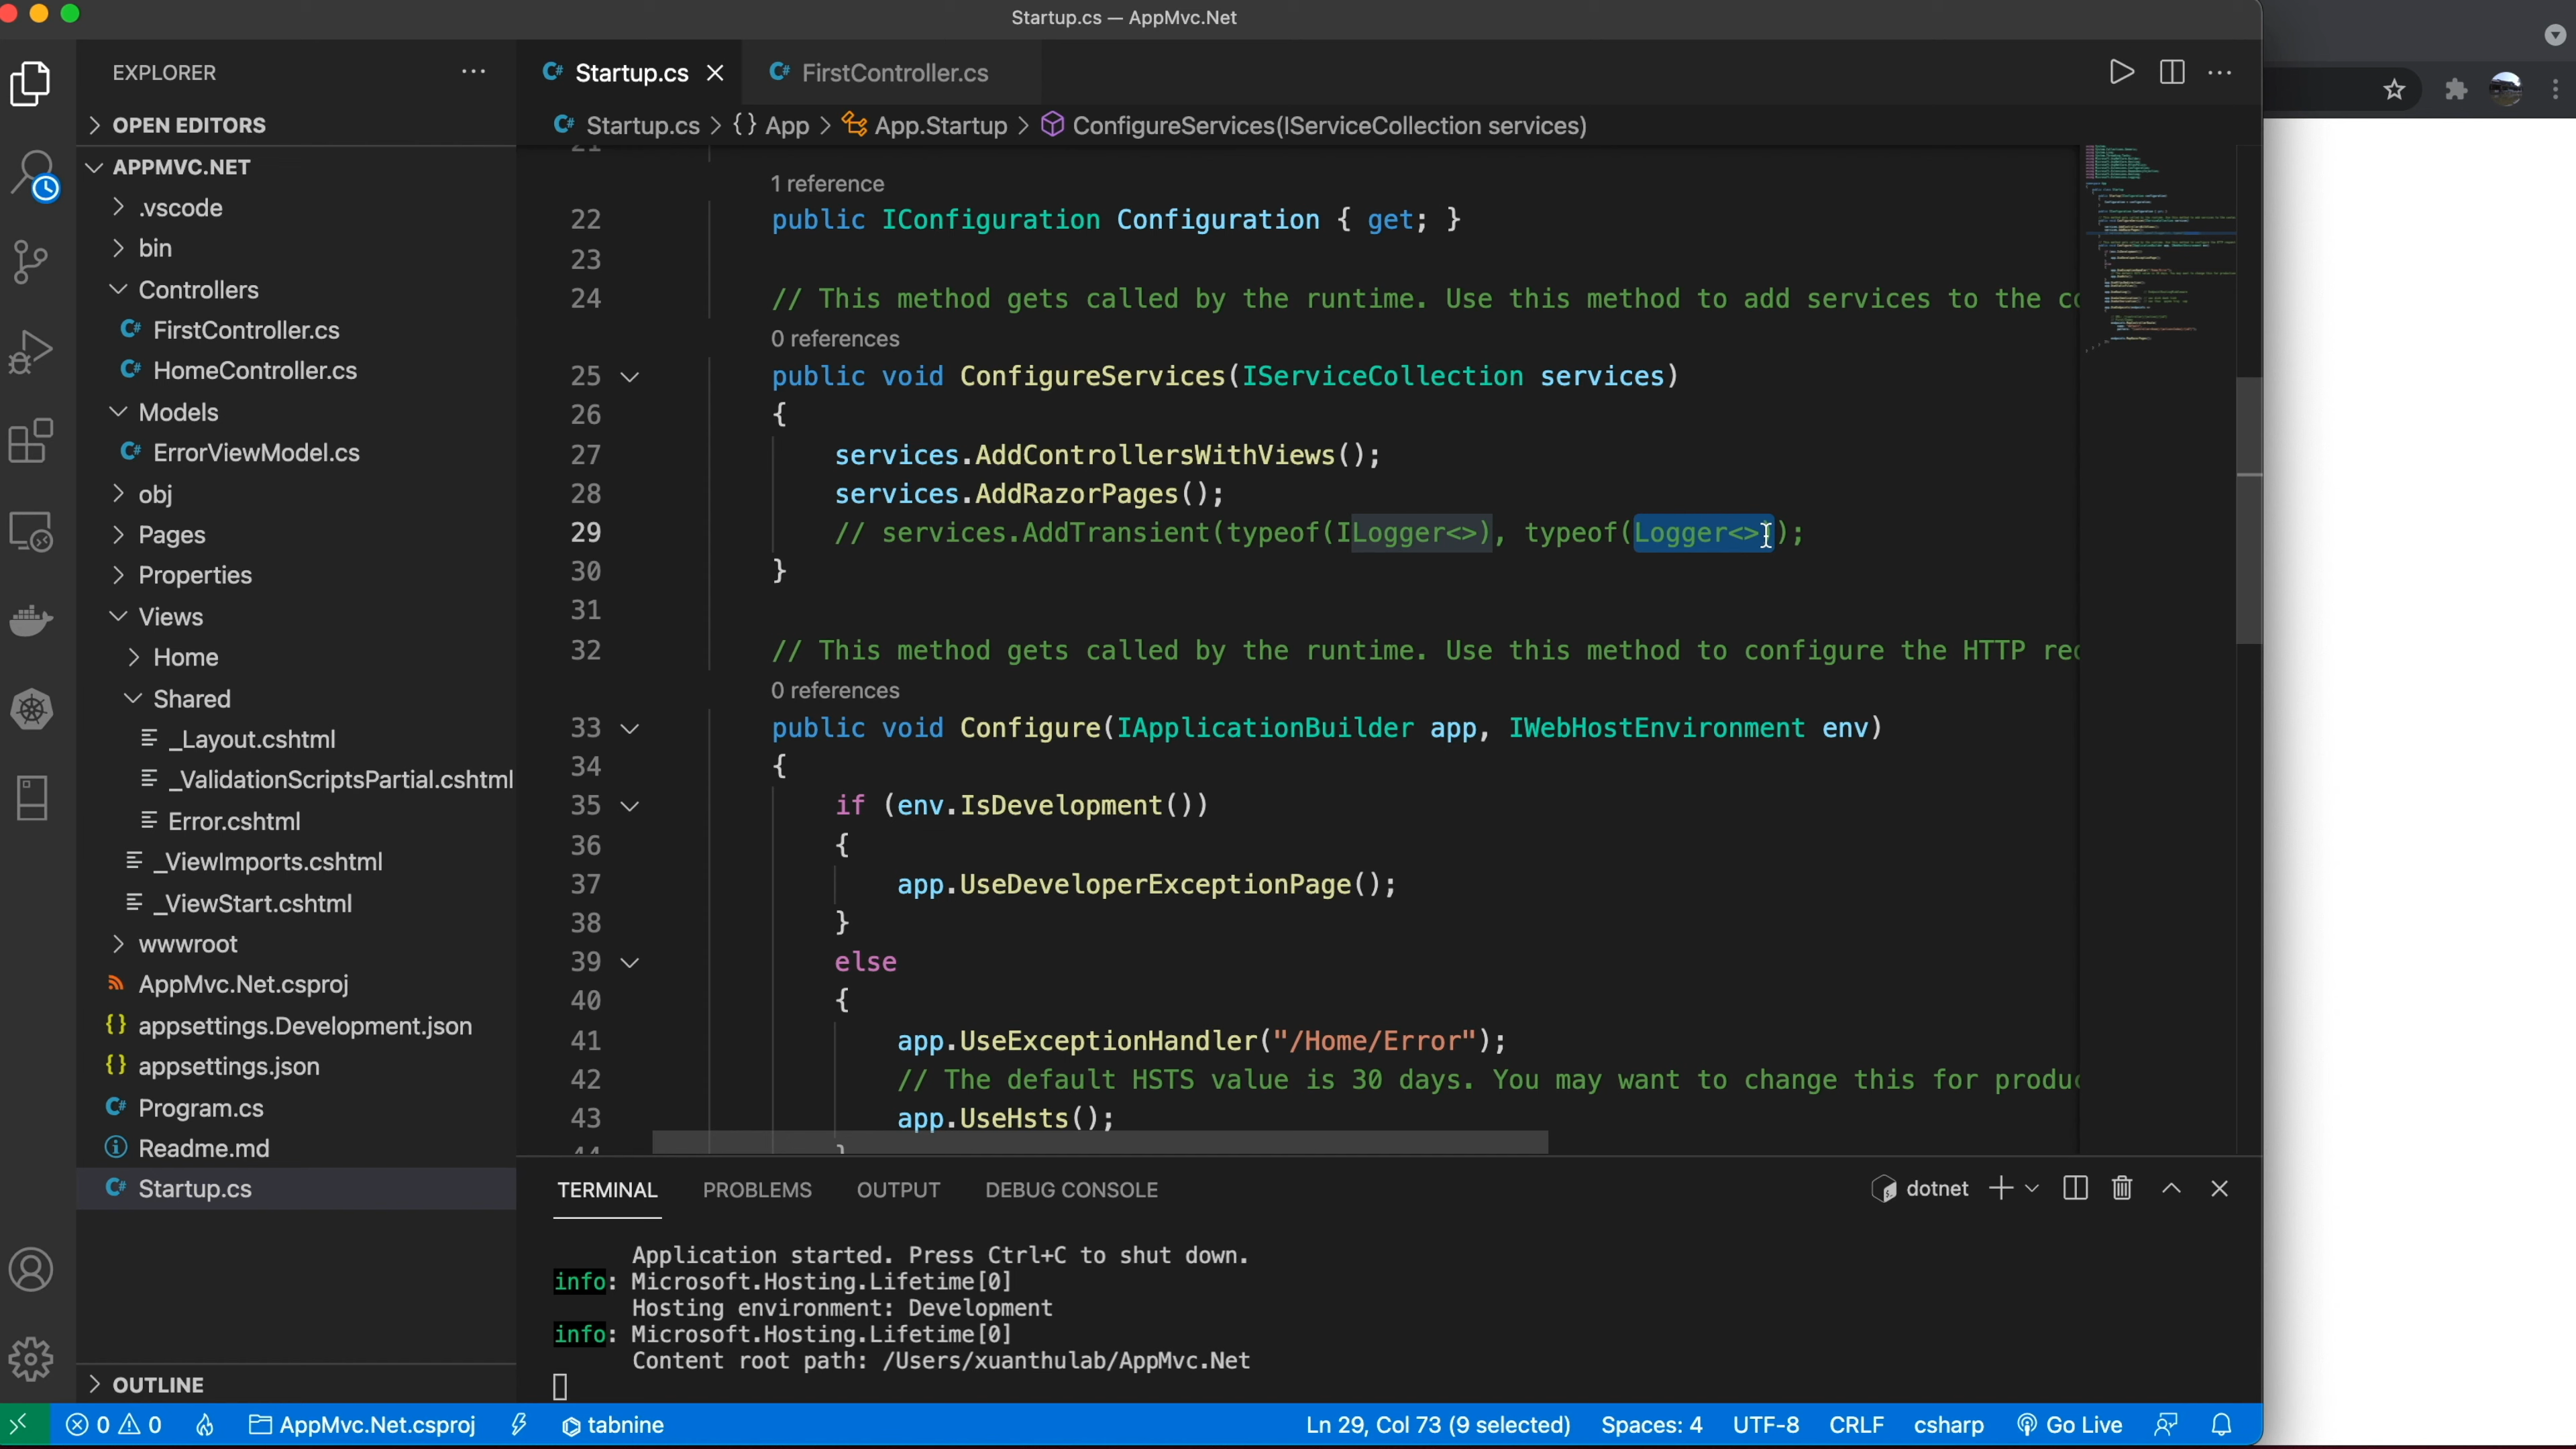 Startup.cs — AppMvc.Net
EXPLORER
OPEN EDITORS
APPMVC.NET
.vscode
bin
Controllers
FirstController.cs
HomeController.cs
Models
ErrorViewModel.cs
obj
Pages
Properties
Views
Home
Shared
_Layout.cshtml
_ValidationScriptsPartial.cshtml
Error.cshtml
_ViewImports.cshtml
_ViewStart.cshtml
wwwroot
AppMvc.Net.csproj
appsettings.Development.json
appsettings.json
Program.cs
Readme.md
Startup.cs
OUTLINE
Startup.cs FirstController.cs
Startup.cs > {} App > App.Startup > ConfigureServices(IServiceCollection services)
21
1 reference
22 public IConfiguration Configuration { get; }
23
24 // This method gets called by the runtime. Use this method to add services to the
0 references
25 public void ConfigureServices(IServiceCollection services)
26 {
27 services.AddControllersWithViews();
28 services.AddRazorPages();
29 // services.AddTransient(typeof(ILogger<>), typeof(Logger<>));
30 }
31
32 // This method gets called by the runtime. Use this method to configure the HTTP
0 references
33 public void Configure(IApplicationBuilder app, IWebHostEnvironment env)
34 {
35 if (env.IsDevelopment())
36 {
37 app.UseDeveloperExceptionPage();
38 }
39 else
40 {
41 app.UseExceptionHandler("/Home/Error");
42 // The default HSTS value is 30 days. You may want to change this for
43 app.UseHsts();
44 }
TERMINAL PROBLEMS OUTPUT DEBUG CONSOLE dotnet
Application started. Press Ctrl+C to shut down.
info: Microsoft.Hosting.Lifetime[0]
Hosting environment: Development
info: Microsoft.Hosting.Lifetime[0]
Content root path: /Users/xuanthulab/AppMvc.Net
0 0 AppMvc.Net.csproj tabnine Ln 29, Col 73 (9 selected) Spaces: 4 UTF-8 CRLF csharp Go Live